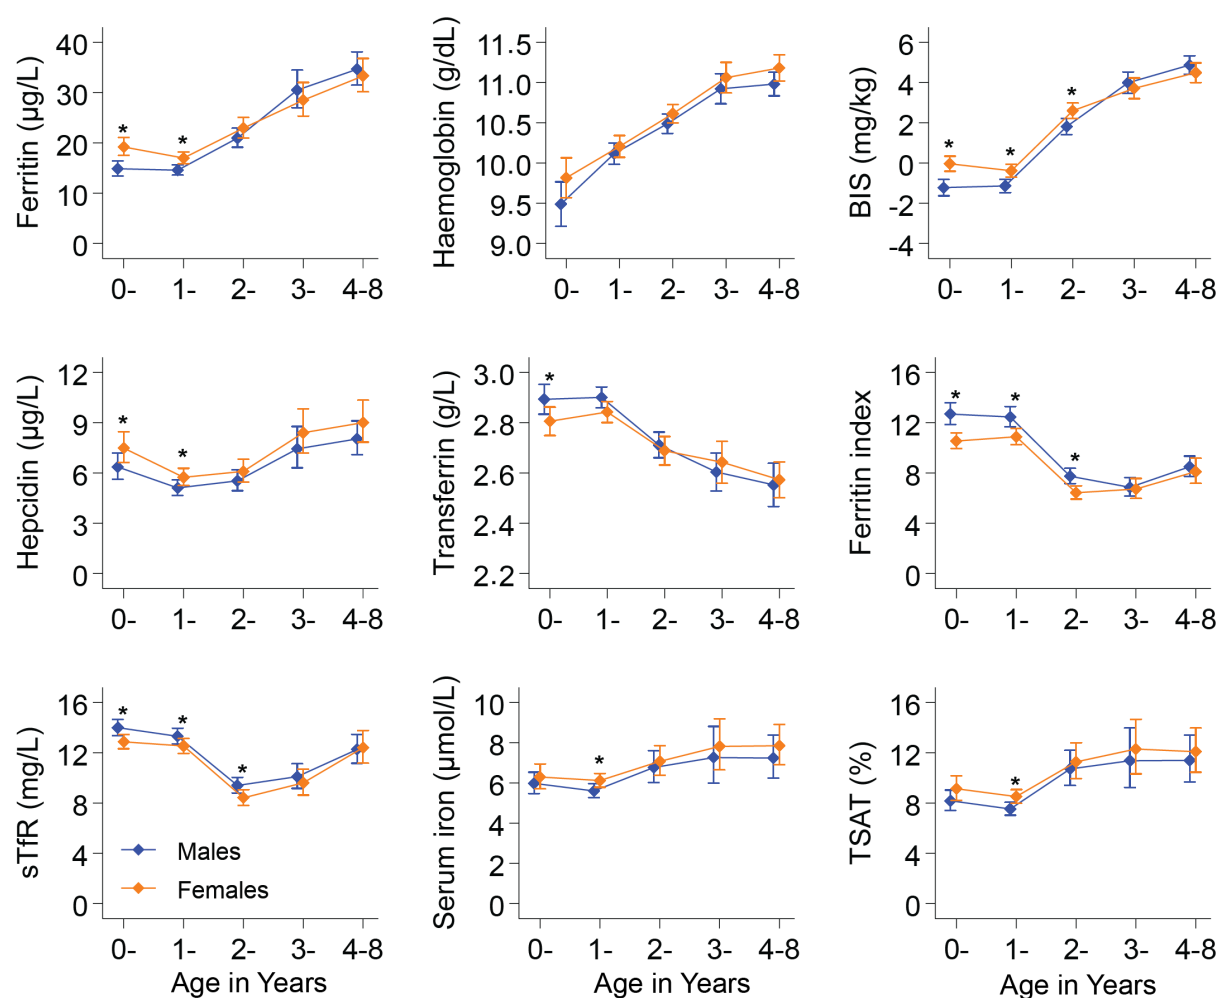 Ferritin (µg/L)
40
30
20
10
0
* *
0- 1- 2- 3- 4-8
Haemoglobin (g/dL)
11.5
11.0
10.5
10.0
9.5
9.0
0- 1- 2- 3- 4-8
BIS (mg/kg)
6
4
2
0
-2
-4
* * *
0- 1- 2- 3- 4-8
Hepcidin (µg/L)
12
9
6
3
0
* *
0- 1- 2- 3- 4-8
Transferrin (g/L)
3.0
2.8
2.6
2.4
2.2
*
0- 1- 2- 3- 4-8
Ferritin index
16
12
8
4
0
* * *
0- 1- 2- 3- 4-8
sTfR (mg/L)
16
12
8
4
0
* * *
Males
Females
0- 1- 2- 3- 4-8
Age in Years
Serum iron (µmol/L)
10
8
6
4
2
0
*
0- 1- 2- 3- 4-8
TSAT (%)
16
12
8
4
0
*
0- 1- 2- 3- 4-8
Age in Years